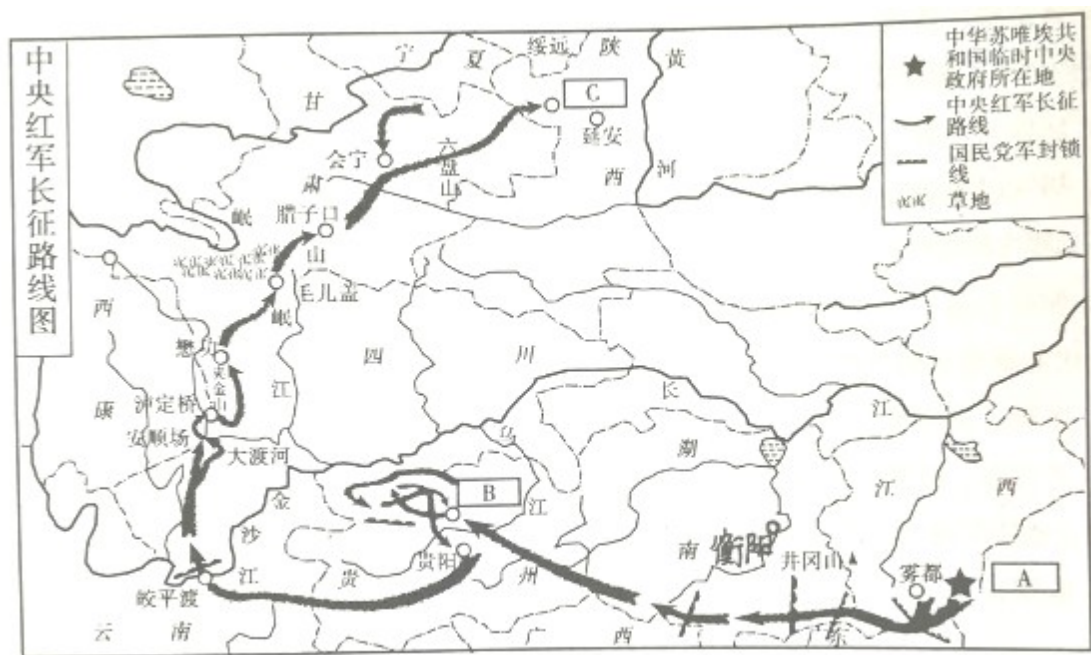 中央红军长征路线图
中华苏唯埃共
和国临时中央
政府所在地
中央红军长征
路线
国民党军封锁
线
草地
宁
夏
绥远
陕
黄
甘
C
延安
会宁
六盘山
西
河
肃
岷
腊子口
山
毛儿盖
西
岷
懋功
夹金山
四
川
江
康
泸定桥
长
江
安顺场
乌
大渡河
湖
金
B
江
江
西
沙
南
衡阳
井冈山
贵阳
雾都
A
江
贵
州
皎平渡
云
南
广
西
广东